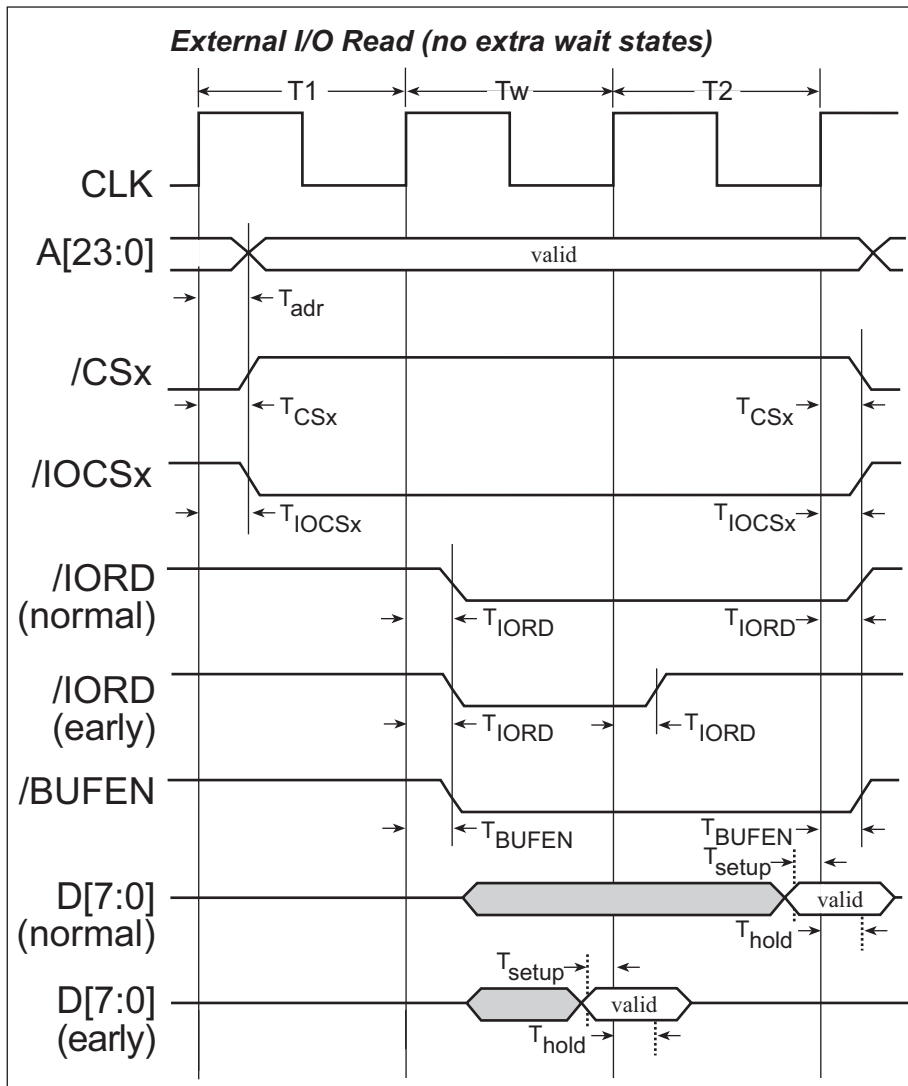 External I/O Read (no extra wait states)
T1 Tw T2
CLK
A[23:0] valid
Tadr
/CSx
TCSx TCSx
/IOCSx
TIOCSx TIOCSx
/IORD
(normal) TIORD TIORD
/IORD
(early) TIORD TIORD
/BUFEN
TBUFEN TBUFEN
Tsetup
D[7:0] valid
(normal) Thold
Tsetup
D[7:0] valid
(early) Thold